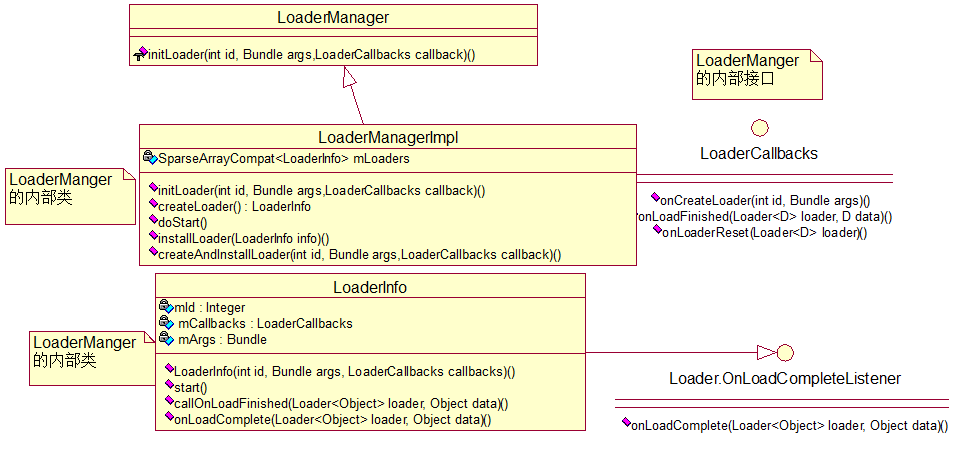 LoaderManager
initLoader(int id, Bundle args,LoaderCallbacks callback)()
LoaderManger
的内部接口
LoaderManagerImpl
SparseArrayCompat<LoaderInfo> mLoaders
initLoader(int id, Bundle args,LoaderCallbacks callback)()
createLoader() : LoaderInfo
doStart()
installLoader(LoaderInfo info)()
createAndInstallLoader(int id, Bundle args,LoaderCallbacks callback)()
LoaderManger
的内部类
LoaderCallbacks
onCreateLoader(int id, Bundle args)()
onLoadFinished(Loader<D> loader, D data)()
onLoaderReset(Loader<D> loader)()
LoaderInfo
mId : Integer
mCallbacks : LoaderCallbacks
mArgs : Bundle
LoaderInfo(int id, Bundle args, LoaderCallbacks callbacks)()
start()
callOnLoadFinished(Loader<Object> loader, Object data)()
onLoadComplete(Loader<Object> loader, Object data)()
LoaderManger
的内部类
Loader.OnLoadCompleteListener
onLoadComplete(Loader<Object> loader, Object data)()